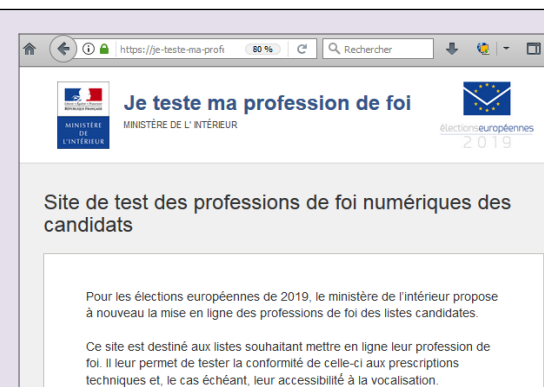 https://je-teste-ma-profi 80 % Rechercher
MINISTÈRE
DE
L'INTÉRIEUR
Je teste ma profession de foi
MINISTÈRE DE L' INTÉRIEUR
électionseuropéennes
2019
Site de test des professions de foi numériques des
candidats
Pour les élections européennes de 2019, le ministère de l'intérieur propose
à nouveau la mise en ligne des professions de foi des listes candidates.
Ce site est destiné aux listes souhaitant mettre en ligne leur profession de
foi. Il leur permet de tester la conformité de celle-ci aux prescriptions
techniques et, le cas échéant, leur accessibilité à la vocalisation.